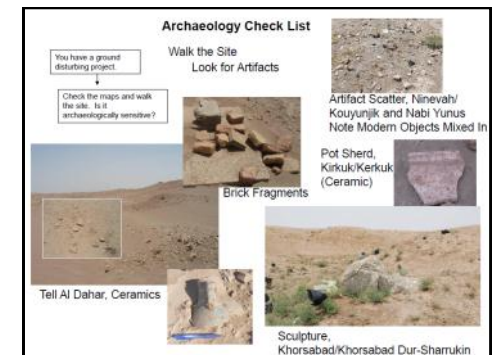 Archaeology Check List
You have a ground
disturbing project.
Check the maps and walk
the site. Is it
archaeologically sensitive?
Walk the Site
Look for Artifacts
Artifact Scatter, Ninevah/
Kouyunjik and Nabi Yunus
Note Modern Objects Mixed In
Pot Sherd,
Kirkuk/Kerkuk
(Ceramic)
Brick Fragments
Tell Al Dahar, Ceramics
Sculpture,
Khorsabad/Khorsabad Dur-Sharrukin